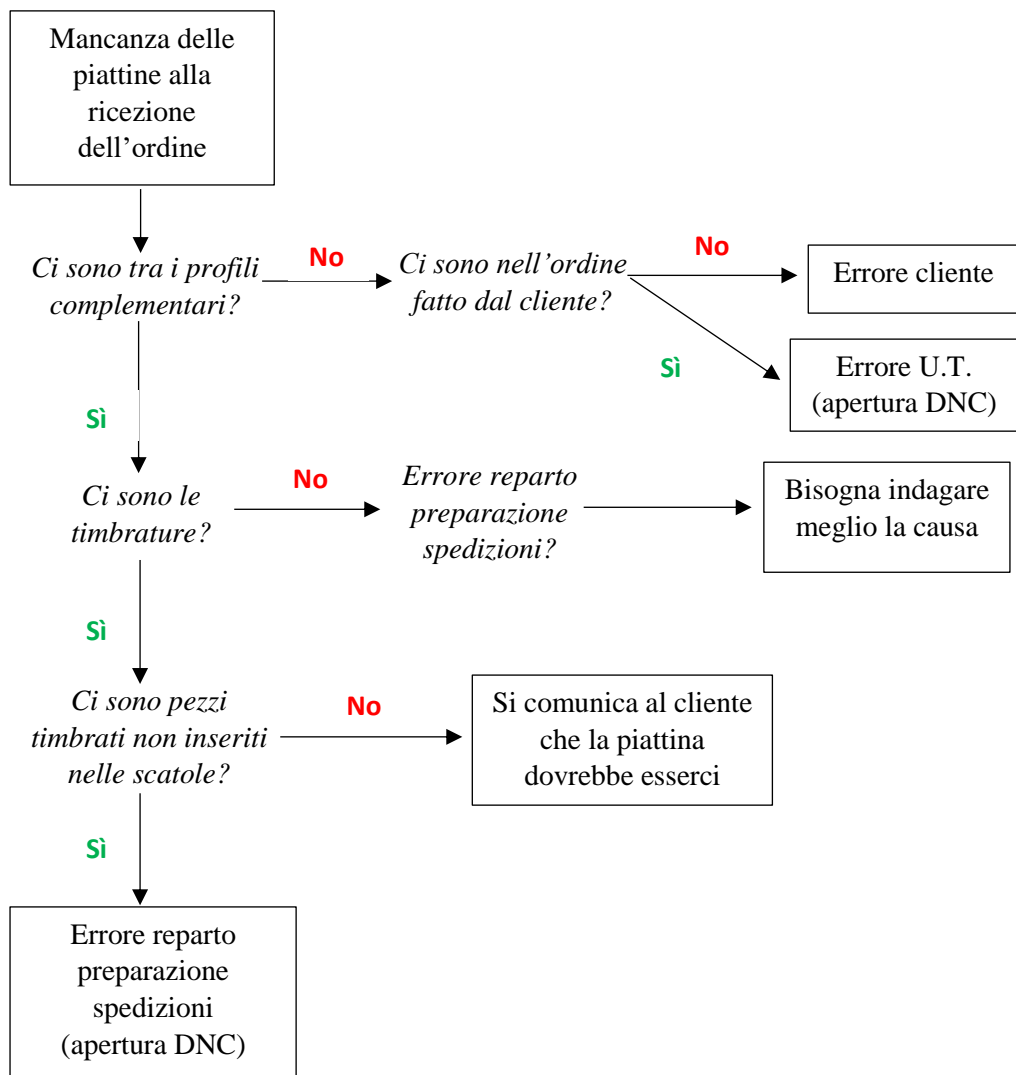 Mancanza delle
piattine alla
ricezione
dell’ordine
Ci sono tra i profili
complementari?
No
Ci sono nell’ordine
fatto dal cliente?
No
Errore cliente
Sì
Errore U.T.
(apertura DNC)
Sì
Ci sono le
timbrature?
No
Errore reparto
preparazione
spedizioni?
Bisogna indagare
meglio la causa
Sì
Ci sono pezzi
timbrati non inseriti
nelle scatole?
No
Si comunica al cliente
che la piattina
dovrebbe esserci
Sì
Errore reparto
preparazione
spedizioni
(apertura DNC)